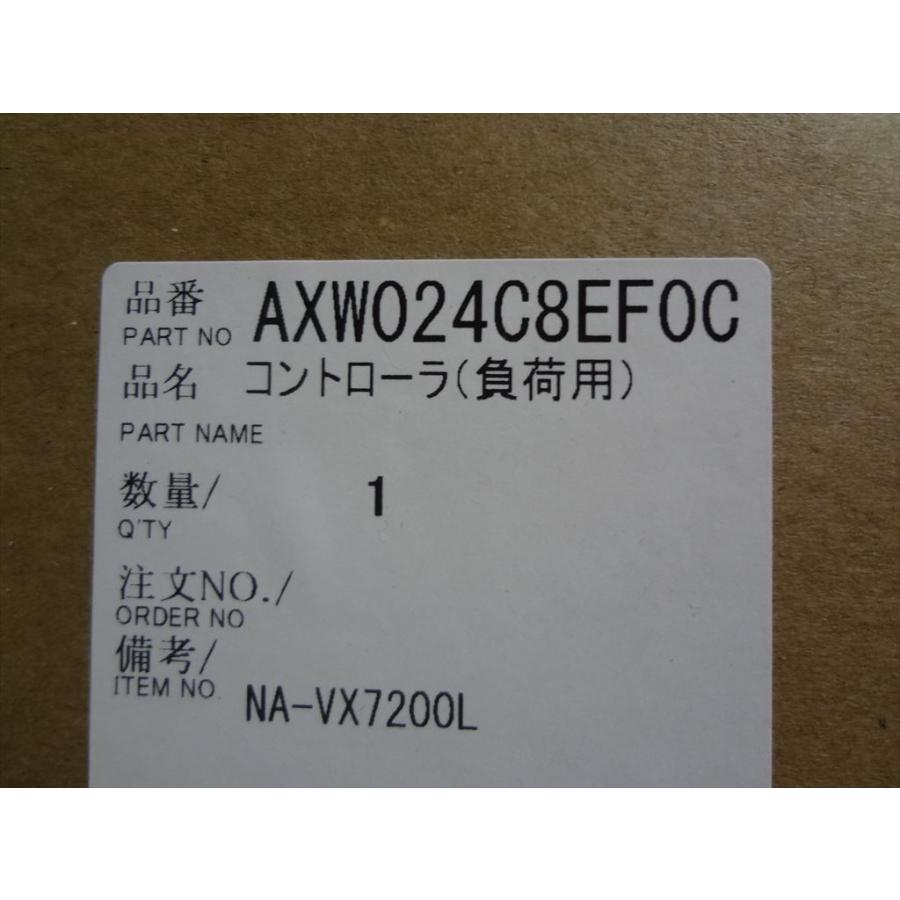 品番 AXW024C8EF0C
PART NO
品名 コントローラ(負荷用)
PART NAME
数量/ 1
Q'TY
注文NO./
ORDER NO
備考/
ITEM NO.
NA-VX7200L